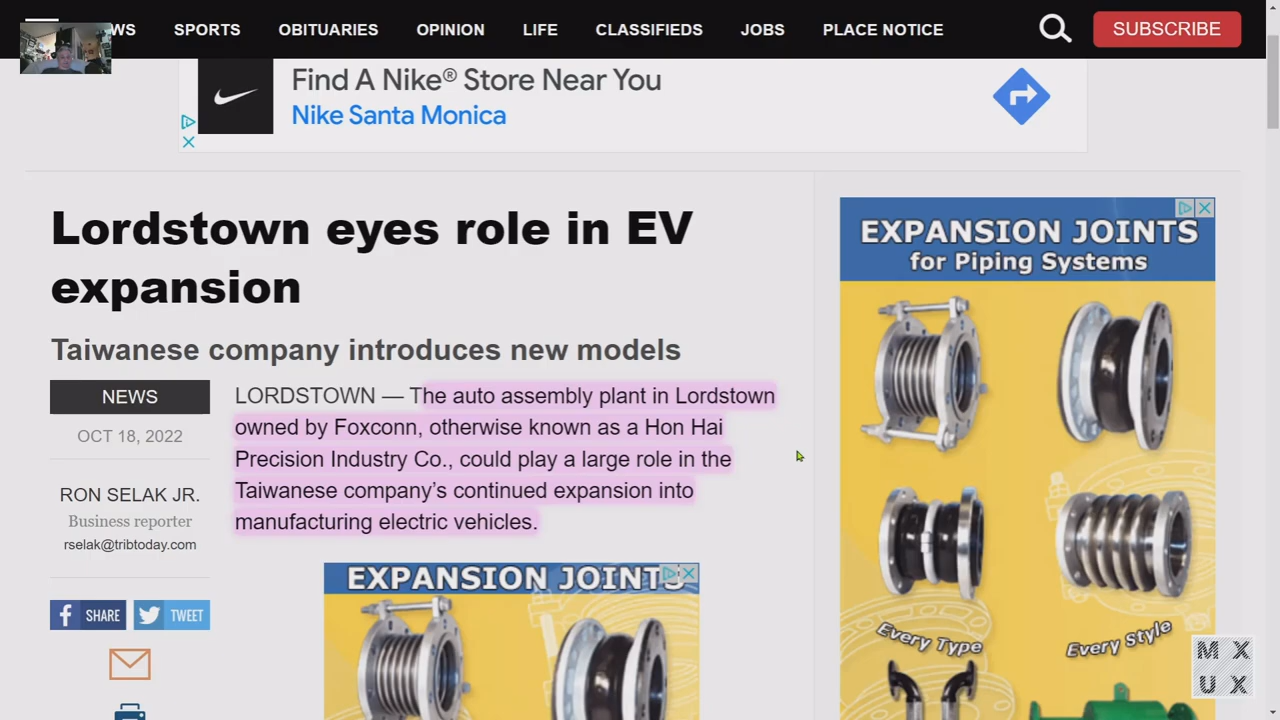 WS
SPORTS
OBITUARIES
OPINION
LIFE
CLASSIFIEDS
JOBS
PLACE NOTICE
SUBSCRIBE
Find A Nike® Store Near You
Nike Santa Monica
Lordstown eyes role in EV
expansion
Taiwanese company introduces new models
NEWS
OCT 18, 2022
RON SELAK JR.
Business reporter
rselak@tribtoday.com
SHARE
TWEET
LORDSTOWN — The auto assembly plant in Lordstown
owned by Foxconn, otherwise known as a Hon Hai
Precision Industry Co., could play a large role in the
Taiwanese company’s continued expansion into
manufacturing electric vehicles.
EXPANSION JOINTS
EXPANSION JOINTS
for Piping Systems
Every Type
Every Style
M X
U X